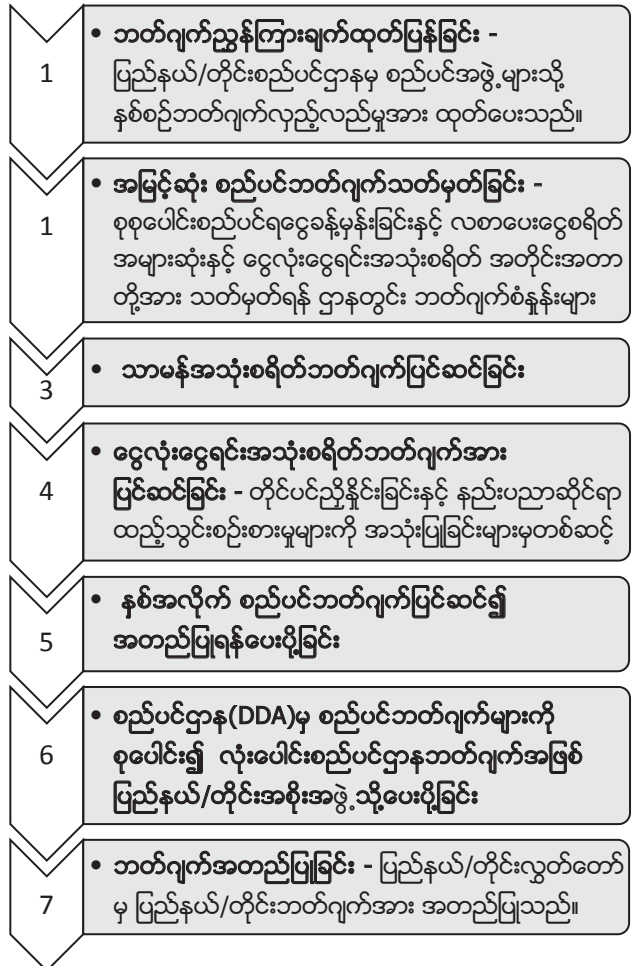 1
• ဘတ်ဂျက်ညွှန်ကြားချက်ထုတ်ပြန်ခြင်း -
ပြည်နယ်/တိုင်းစည်ပင်ဌာနမှ စည်ပင်အဖွဲ့များသို့
နှစ်စဉ်ဘတ်ဂျက်လှည့်လည်မှုအား ထုတ်ပေးသည်။
1
• အမြင့်ဆုံး စည်ပင်ဘတ်ဂျက်သတ်မှတ်ခြင်း -
စုစုပေါင်းစည်ပင်ရငွေခန့်မှန်းခြင်းနှင့် လစာပေးငွေစရိတ်
အများဆုံးနှင့် ငွေလုံးငွေရင်းအသုံးစရိတ် အတိုင်းအတာ
တို့အား သတ်မှတ်ရန် ဌာနတွင်း ဘတ်ဂျက်စံနှုန်းများ
3
• သာမန်အသုံးစရိတ်ဘတ်ဂျက်ပြင်ဆင်ခြင်း
4
• ငွေလုံးငွေရင်းအသုံးစရိတ်ဘတ်ဂျက်အား
ပြင်ဆင်ခြင်း - တိုင်ပင်ညှိနှိုင်းခြင်းနှင့် နည်းပညာဆိုင်ရာ
ထည့်သွင်းစဉ်းစားမှုများကို အသုံးပြုခြင်းများမှတစ်ဆင့်
5
• နှစ်အလိုက် စည်ပင်ဘတ်ဂျက်ပြင်ဆင်၍
အတည်ပြုရန်ပေးပို့ခြင်း
6
• စည်ပင်ဌာန(DDA)မှ စည်ပင်ဘတ်ဂျက်များကို
စုပေါင်း၍ လုံးပေါင်းစည်ပင်ဌာနဘတ်ဂျက်အဖြစ်
ပြည်နယ်/တိုင်းအစိုးအဖွဲ့သို့ပေးပို့ခြင်း
7
• ဘတ်ဂျက်အတည်ပြုခြင်း - ပြည်နယ်/တိုင်းလွှတ်တော်
မှ ပြည်နယ်/တိုင်းဘတ်ဂျက်အား အတည်ပြုသည်။